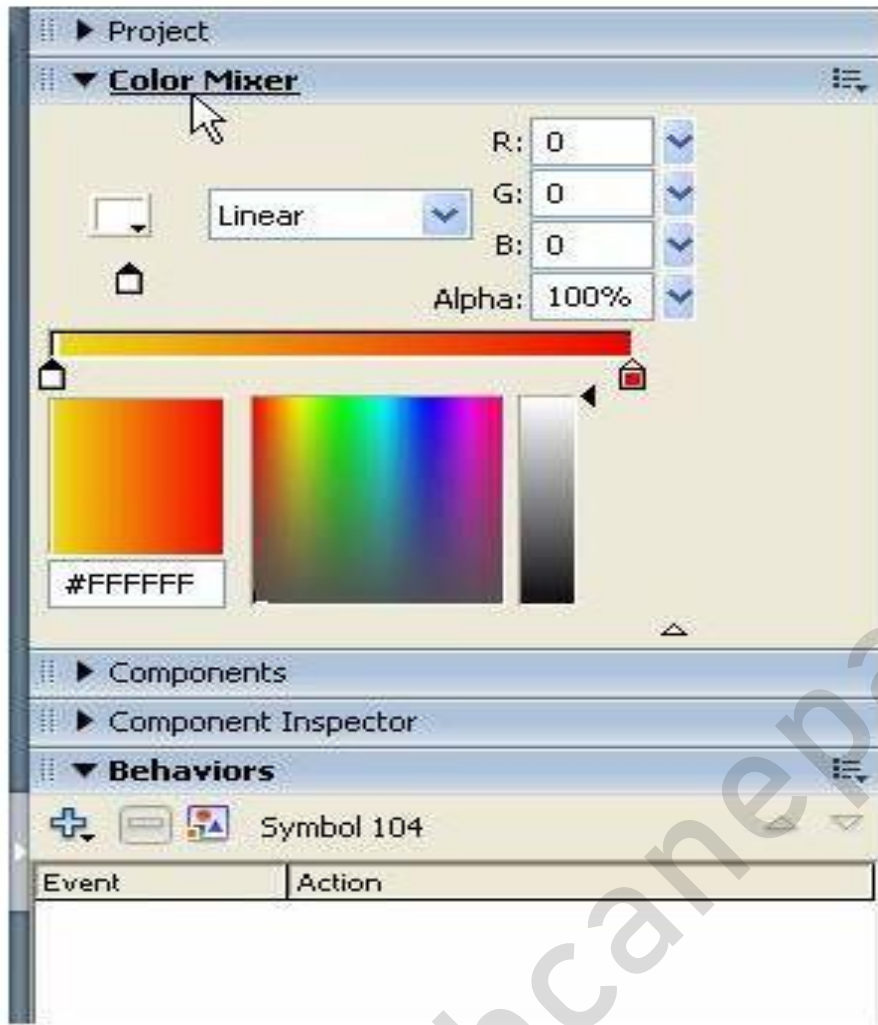 Project
Color Mixer
R: 0
Linear
G: 0
B: 0
Alpha: 100%
#FFFFFF
Components
Component Inspector
Behaviors
Symbol 104
Event Action